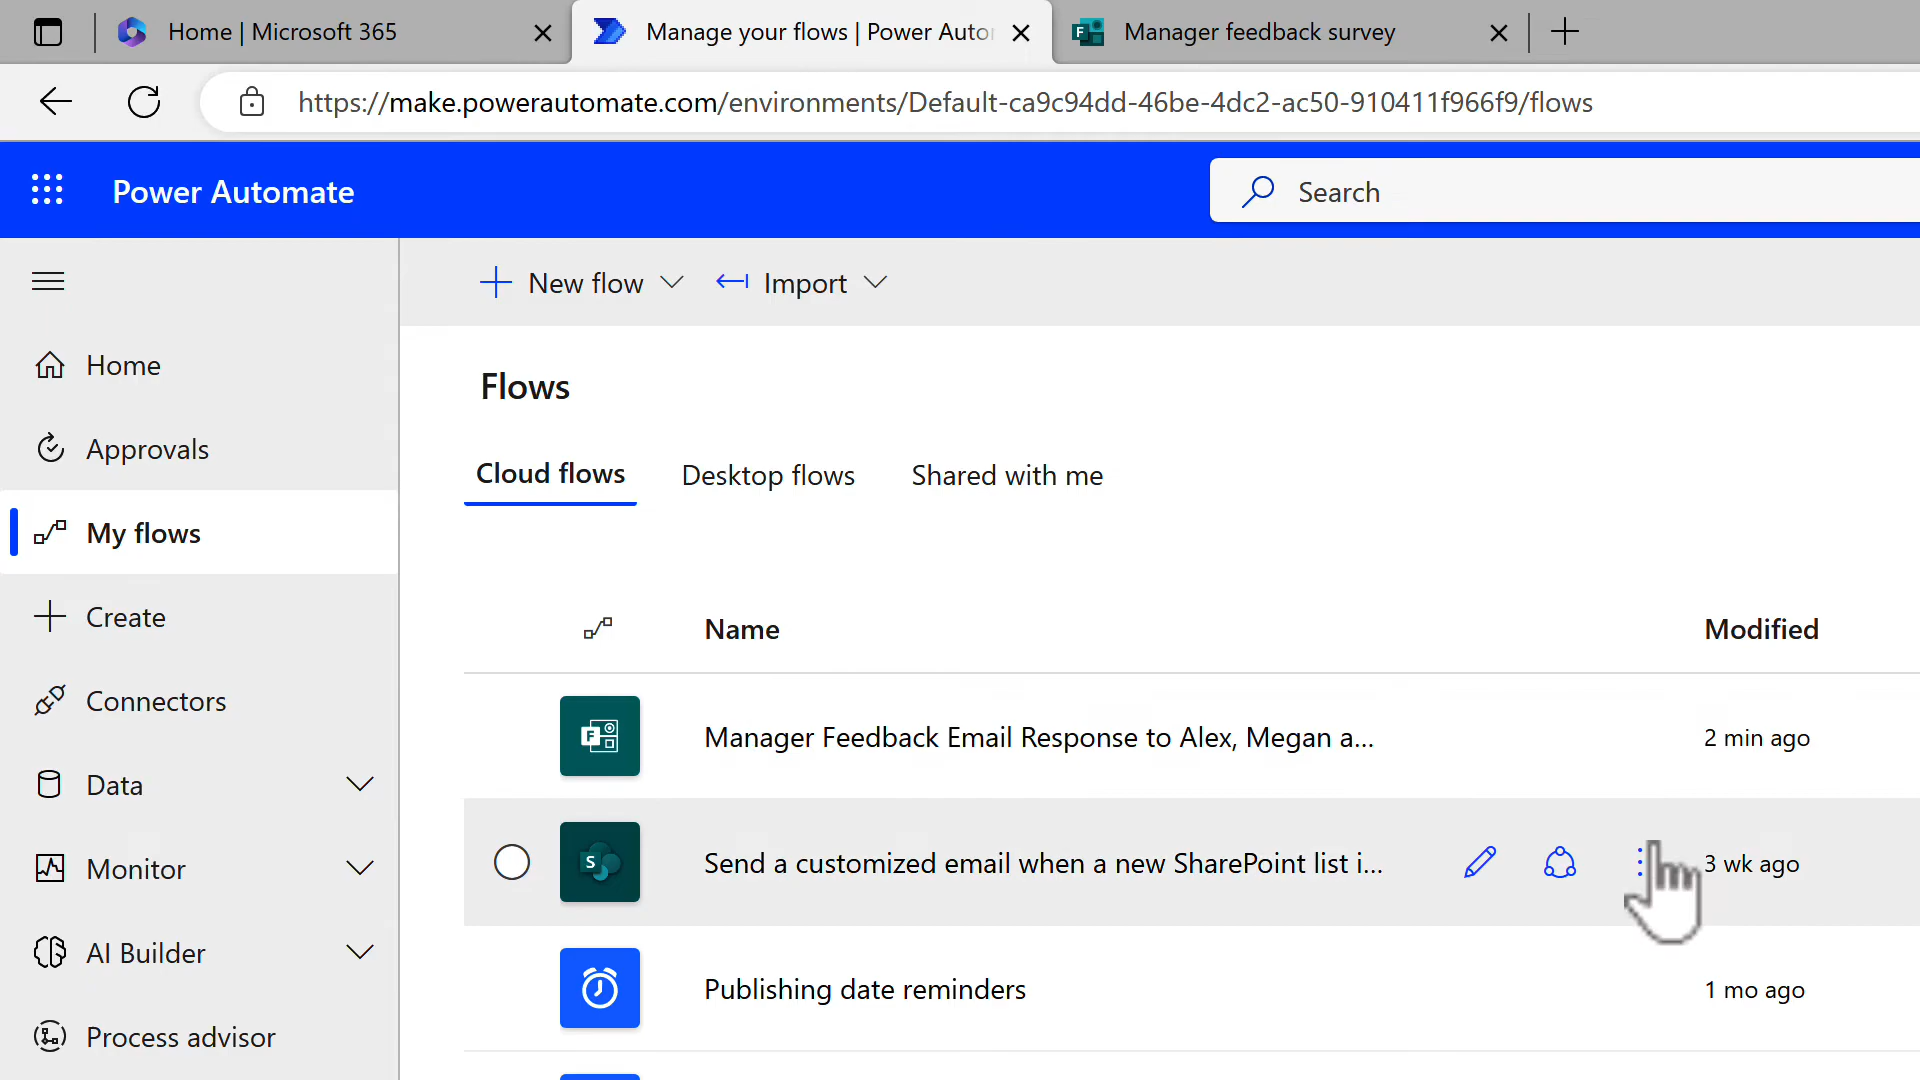 Home | Microsoft 365
Manage your flows | Power Auto
Manager feedback survey
https://make.powerautomate.com/environments/Default-ca9c94dd-46be-4dc2-ac50-910411f966f9/flows
Power Automate
Search
New flow
Import
Home
Approvals
My flows
Create
Connectors
Data
Monitor
AI Builder
Process advisor
Flows
Cloud flows
Desktop flows
Shared with me
Name
Modified
Manager Feedback Email Response to Alex, Megan a...
2 min ago
Send a customized email when a new SharePoint list i...
3 wk ago
Publishing date reminders
1 mo ago